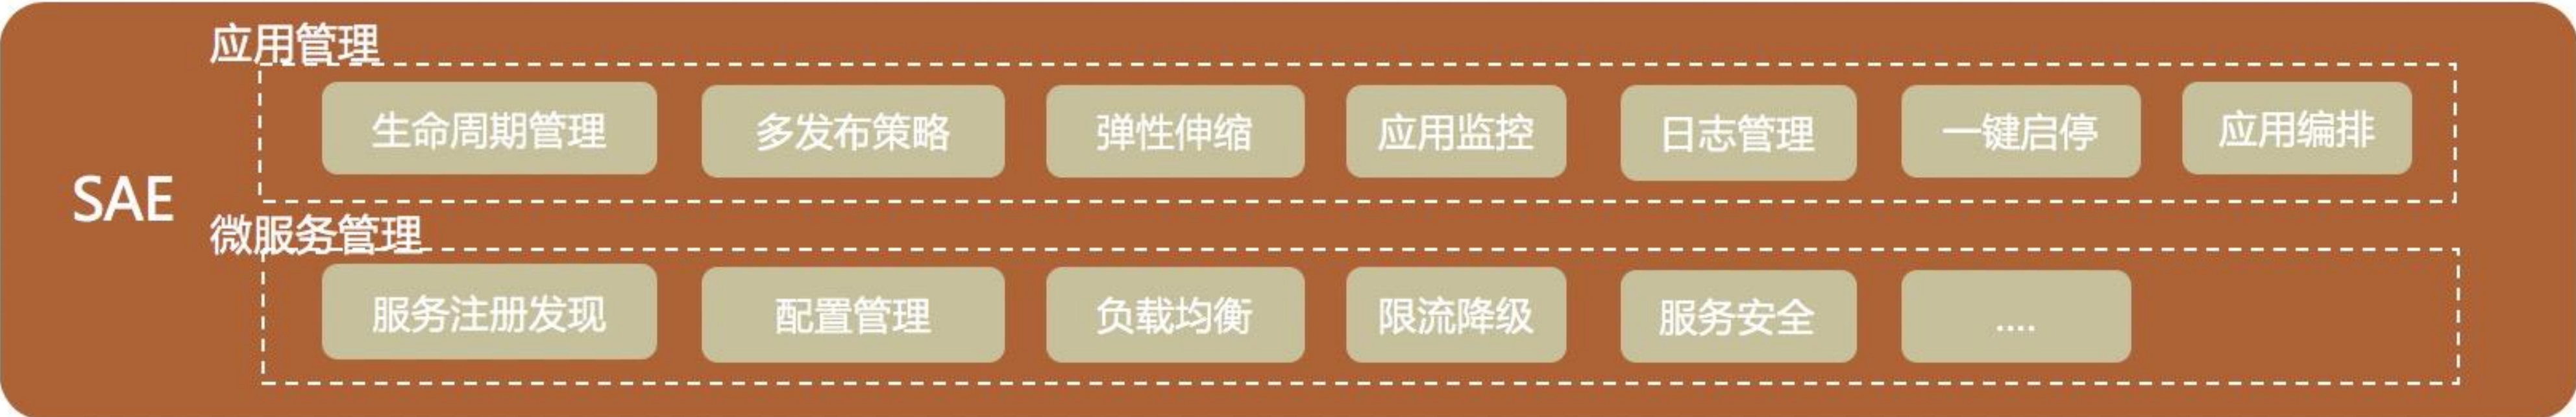 应用管理
生命周期管理 多发布策略 弹性伸缩 应用监控 日志管理 一键启停 应用编排
SAE
微服务管理
服务注册发现 配置管理 负载均衡 限流降级 服务安全 ....